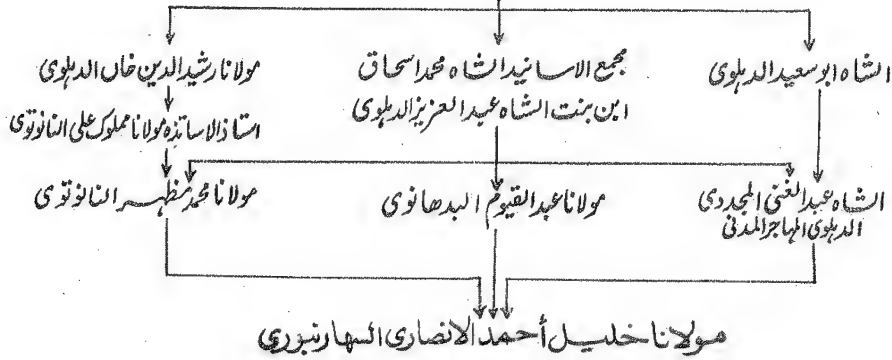 الشاہ ابوسعید الدہلوی
مجمع الاسانید الشاہ محمد اسحاق
ابن بنت الشاہ عبد العزیز الدہلوی
مولانا رشید الدین خاں الدہلوی
استاذ الاساتذہ مولانا مملوک علی النانوتوی
الشاہ عبد الغنی المجددی
الدہلوی المہاجر المدنی
مولانا عبد القیوم البدھانوی
مولانا محمد مظہر النانوتوی
مولانا خلیل أحمد الانصاری السہارنبوری